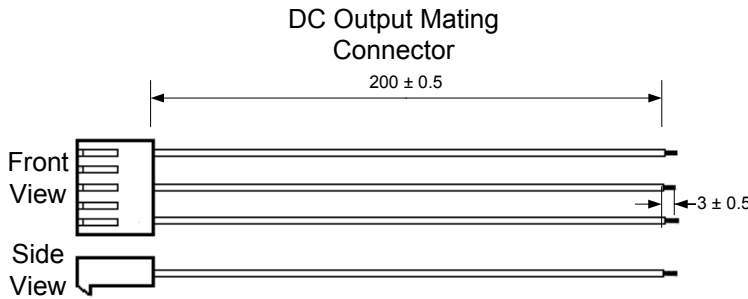 DC Output Mating
Connector
200 ± 0.5
Front
View
3 ± 0.5
Side
View